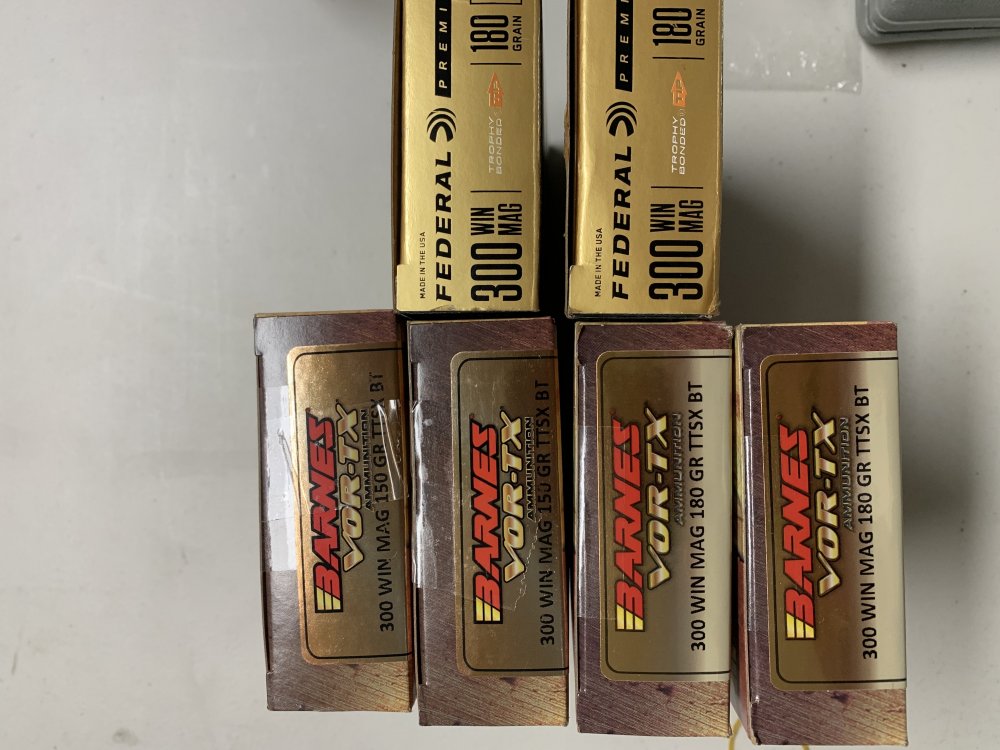 MADE IN THE USA
FEDERAL PREMI
300 WIN MAG
TROPHY BONDED
180 GRAIN
MADE IN THE USA
FEDERAL PREMI
300 WIN MAG
TROPHY BONDED
180 GRAIN
BARNES
VOR-TX
AMMUNITION
300 WIN MAG 150 GR TTSX BT
BARNES
VOR-TX
AMMUNITION
300 WIN MAG 150 GR TTSX BT
BARNES
VOR-TX
AMMUNITION
300 WIN MAG 180 GR TTSX BT
BARNES
VOR-TX
AMMUNITION
300 WIN MAG 180 GR TTSX BT